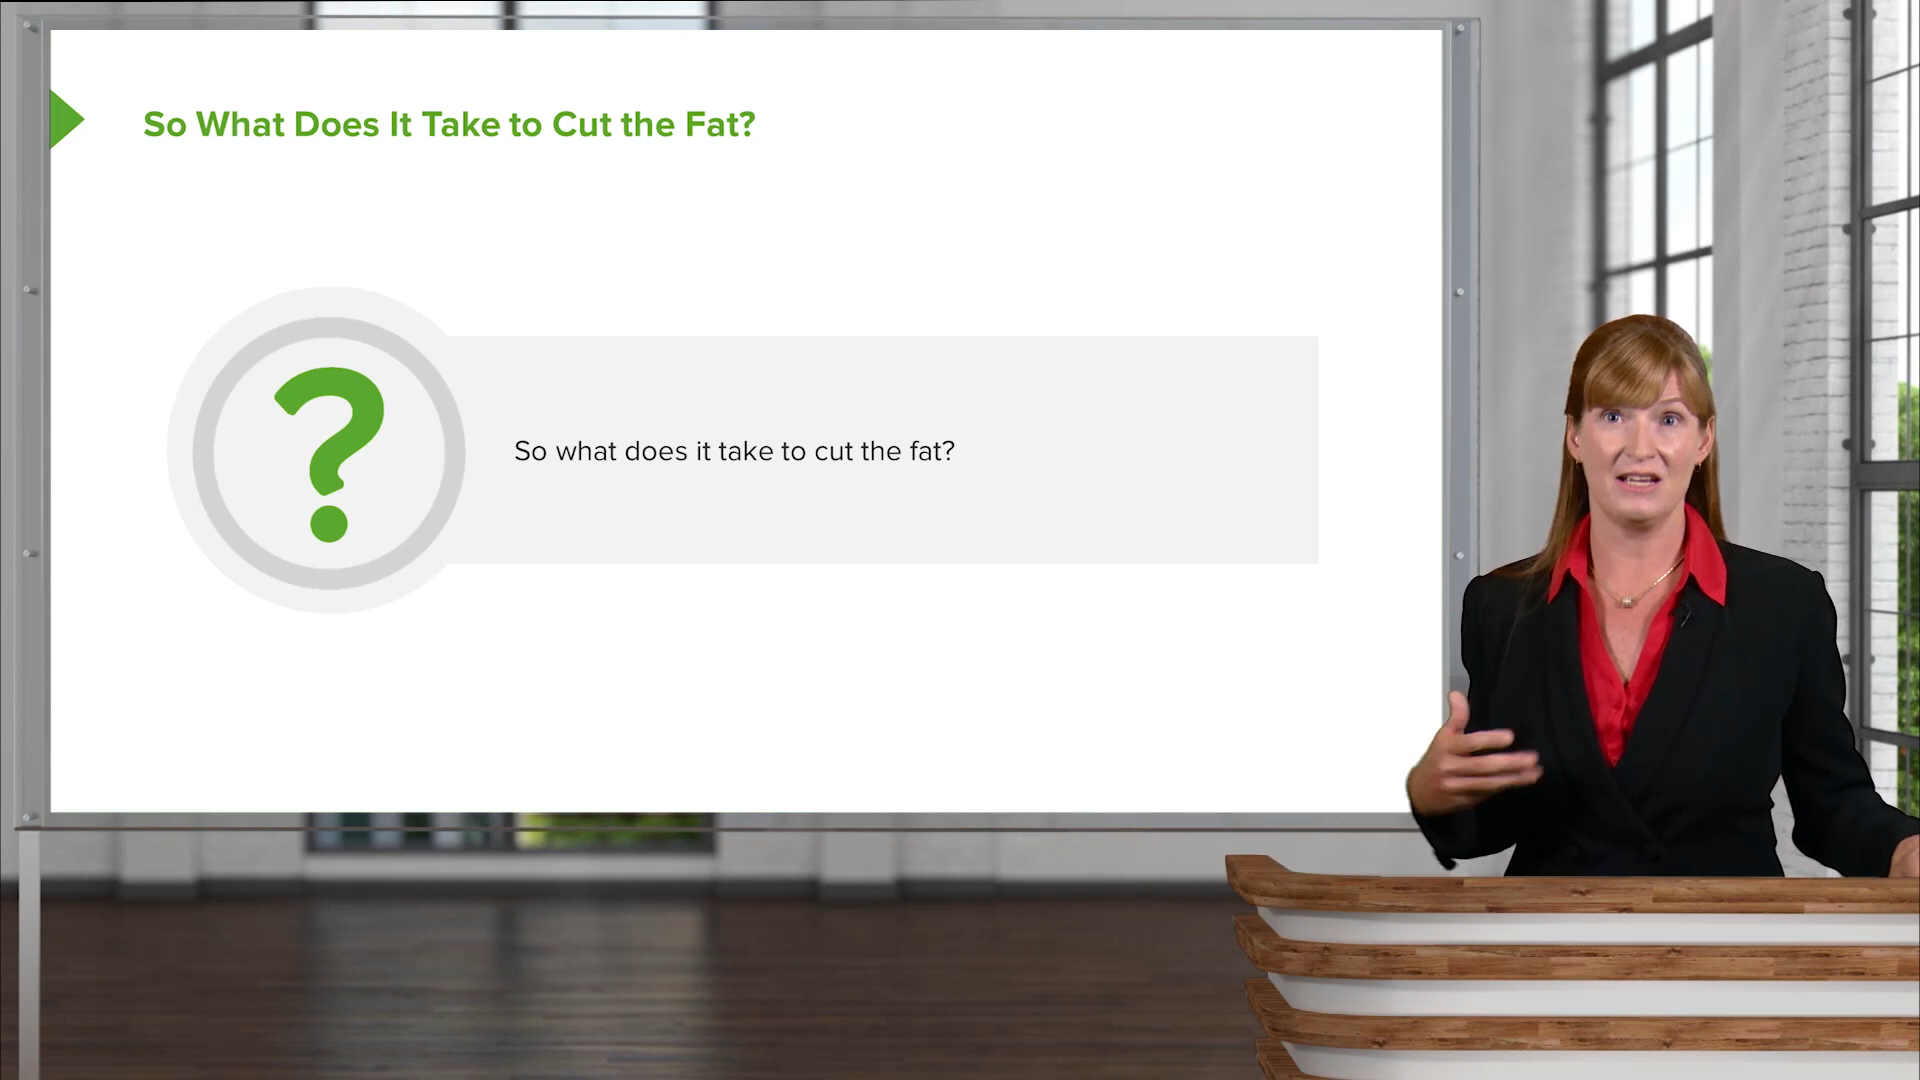 So What Does It Take to Cut the Fat?
?
So what does it take to cut the fat?